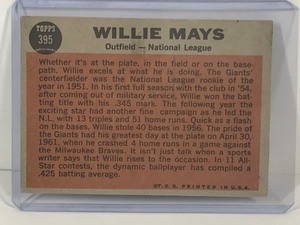 TOPPS
395
WILLIE MAYS
Outfield — National League
Whether it's at the plate, in the field or on the base-
path, Willie excels at what he is doing. The Giants'
centerfielder was the National League rookie of the
year in 1951. In his first full season with the club in '54,
after coming out of military service, Willie won the bat-
ting title with his .345 mark. The following year the
exciting star had another fine campaign as he led the
N.L. with 13 triples and 51 home runs. Quick as a flash
on the bases, Willie stole 40 bases in 1956. The pride of
the Giants had his greatest day at the plate on April 30,
1961, when he crashed 4 home runs in a game against
the Milwaukee Braves. It isn't just talk when a sports
writer says that Willie rises to the occasion. In 11 All-
Star contests, the dynamic ballplayer has compiled a
.425 batting average.
PRINTED IN U.S.A.